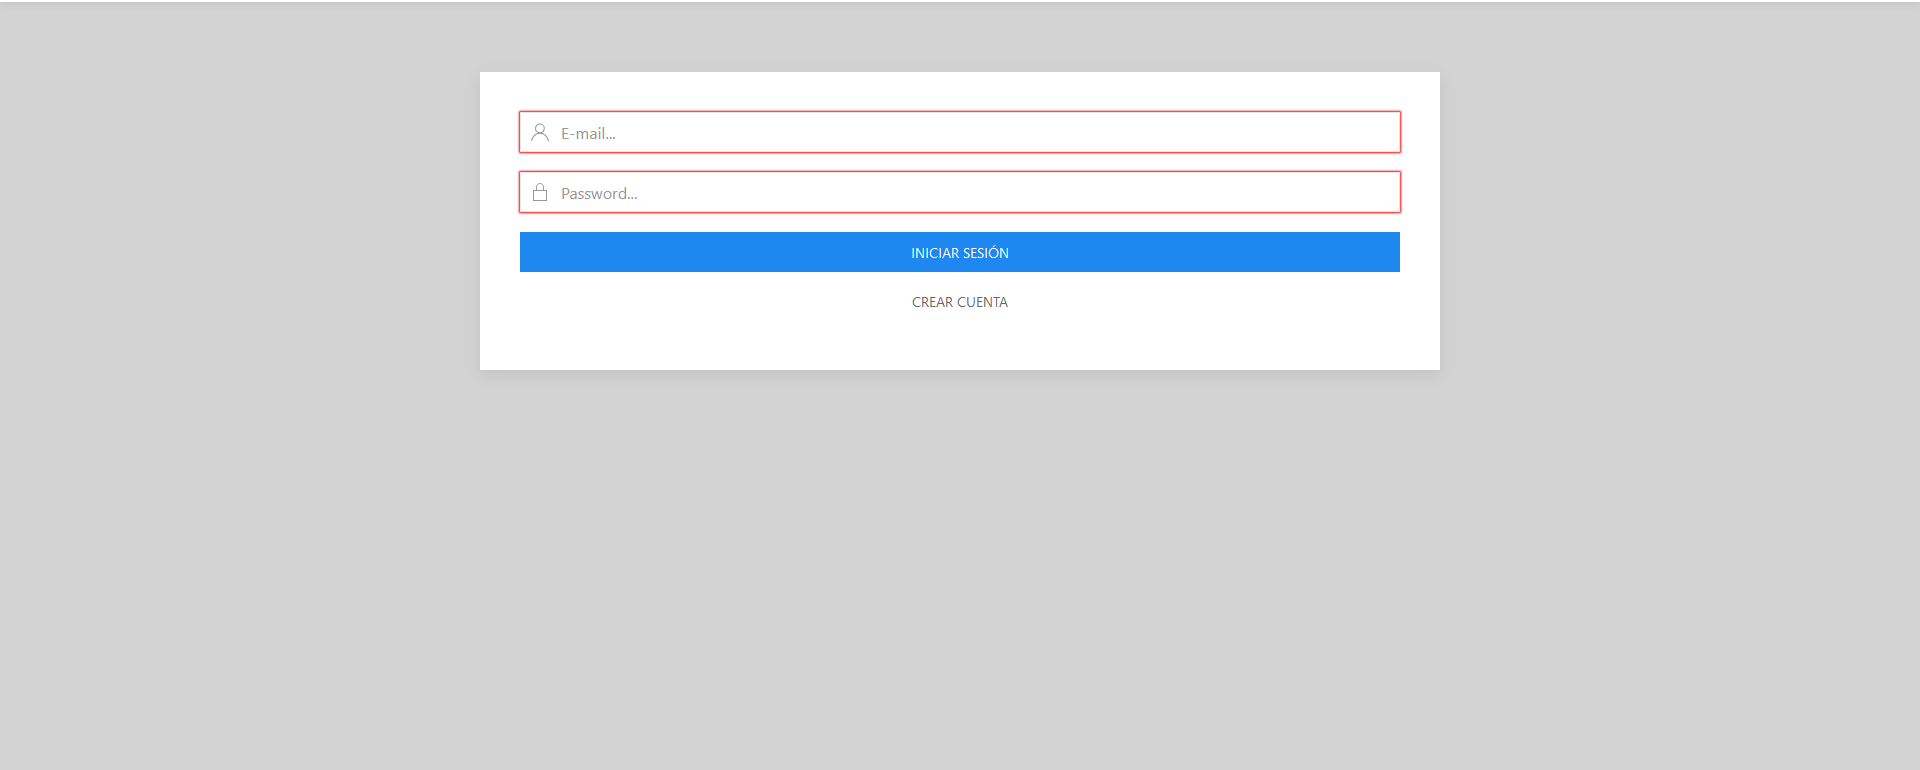 E-mail...
Password...
INICIAR SESIÓN
CREAR CUENTA